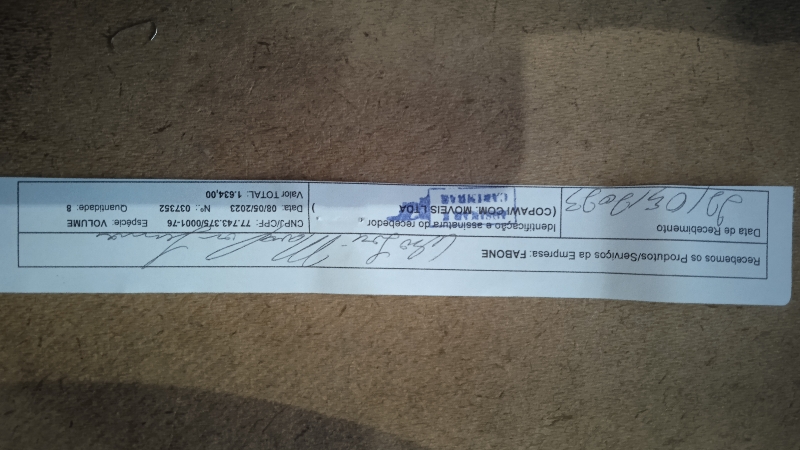 Recebemos os Produtos/Serviços da Empresa: FABONE
Data de Recebimento
22/05/2023
Identificação e assinatura do recebedor
(COPAWI COM. MOVEIS LTDA )
CNPJ/CPF: 77.743.375/0001-76 Espécie: VOLUME
Data: 08/05/2023 Nº.: 037352 Quantidade: 8
Valor TOTAL: 1.634,00